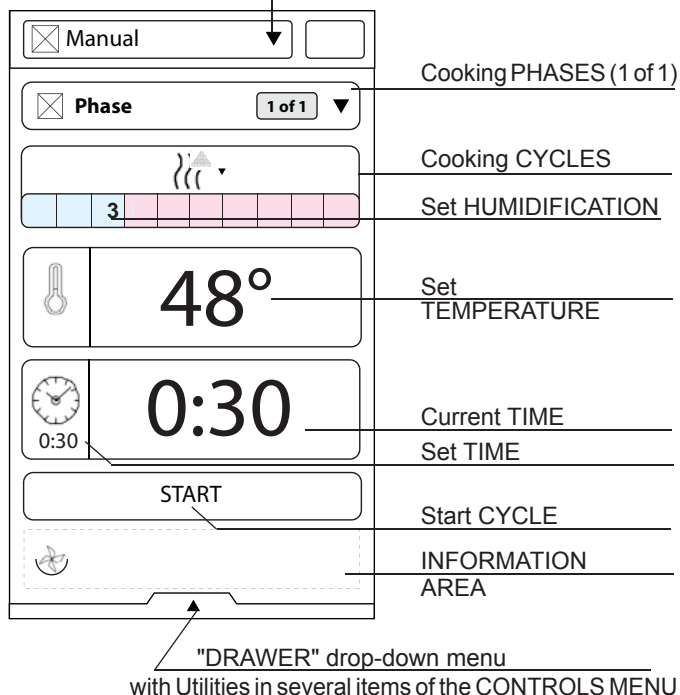 Manual
Cooking PHASES (1 of 1)
Phase
1 of 1
Cooking CYCLES
3
Set HUMIDIFICATION
48°
Set
TEMPERATURE
0:30
0:30
Current TIME
Set TIME
START
Start CYCLE
INFORMATION
AREA
"DRAWER" drop-down menu
with Utilities in several items of the CONTROLS MENU